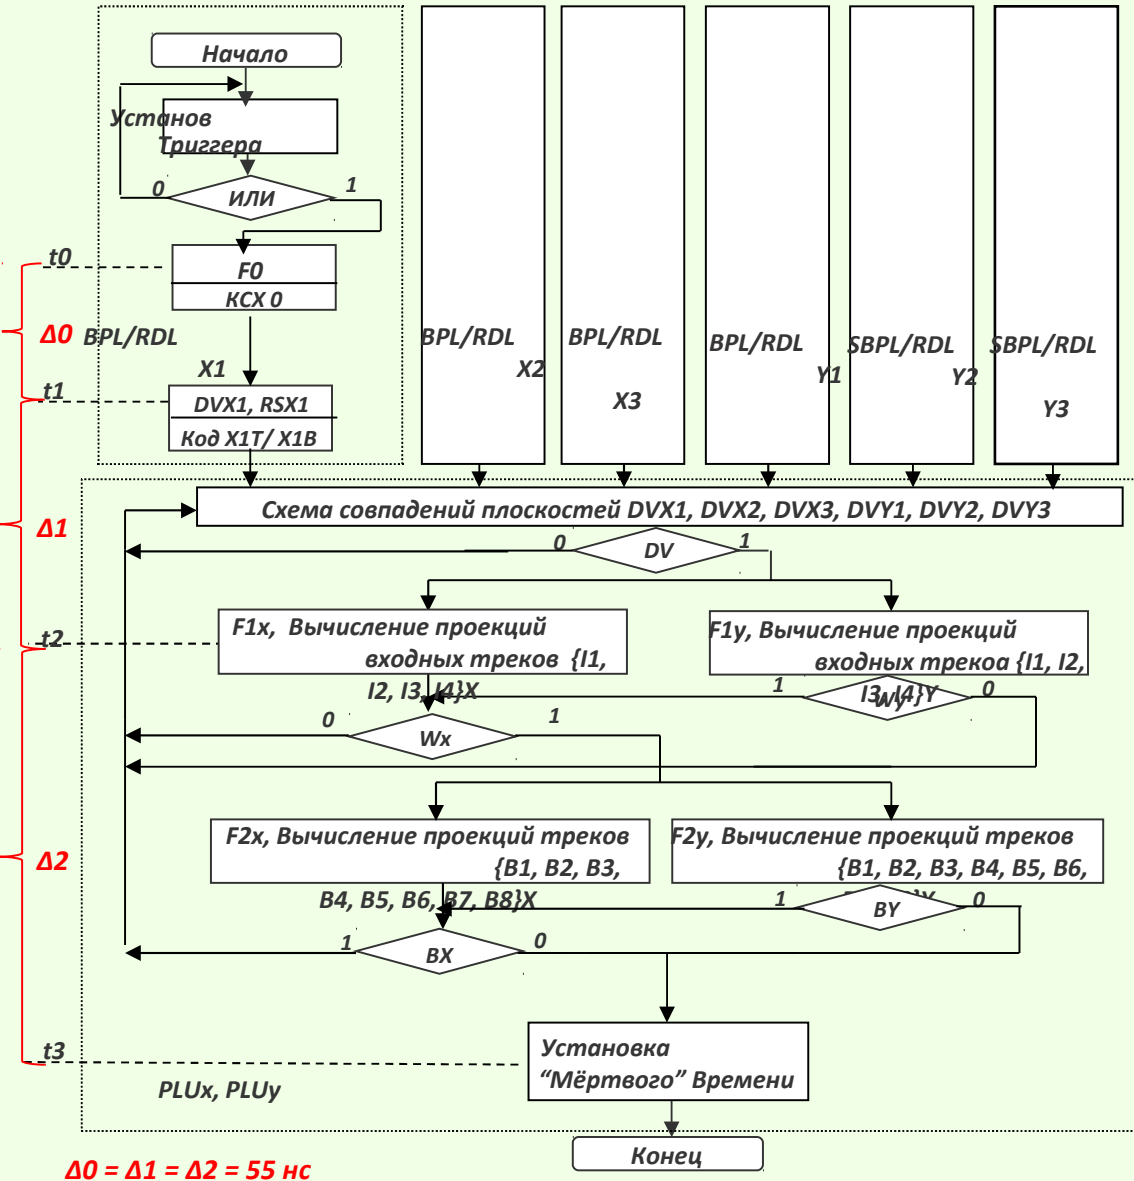 Начало
Установ
Триггера
0
ИЛИ
1
t0
F0
КСХ 0
Δ0
BPL/RDL
X1
BPL/RDL
X2
BPL/RDL
X3
BPL/RDL
Y1
SBPL/RDL
Y2
SBPL/RDL
Y3
t1
DVX1, RSX1
Код X1T/ X1B
Δ1
Схема совпадений плоскостей DVX1, DVX2, DVX3, DVY1, DVY2, DVY3
0
DV
1
t2
F1x, Вычисление проекций
входных треков {I1,
I2, I3, I4}X
F1y, Вычисление проекций
входных трекоа {I1, I2,
I3, I4}Y
1
Wy
0
0
Wx
1
Δ2
F2x, Вычисление проекций треков
{B1, B2, B3,
B4, B5, B6, B7, B8}X
F2y, Вычисление проекций треков
{B1, B2, B3, B4, B5, B6,
1
BY
0
1
BX
0
t3
Установка
“Мёртвого” Времени
PLUx, PLUy
Конец
Δ0 = Δ1 = Δ2 = 55 нс